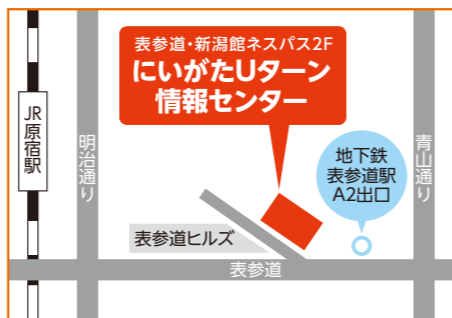 表参道・新潟館ネスパス2F
にいがたUターン
情報センター
JR原宿駅
明治通り
地下鉄
表参道駅
A2出口
青山通り
表参道ヒルズ
表参道